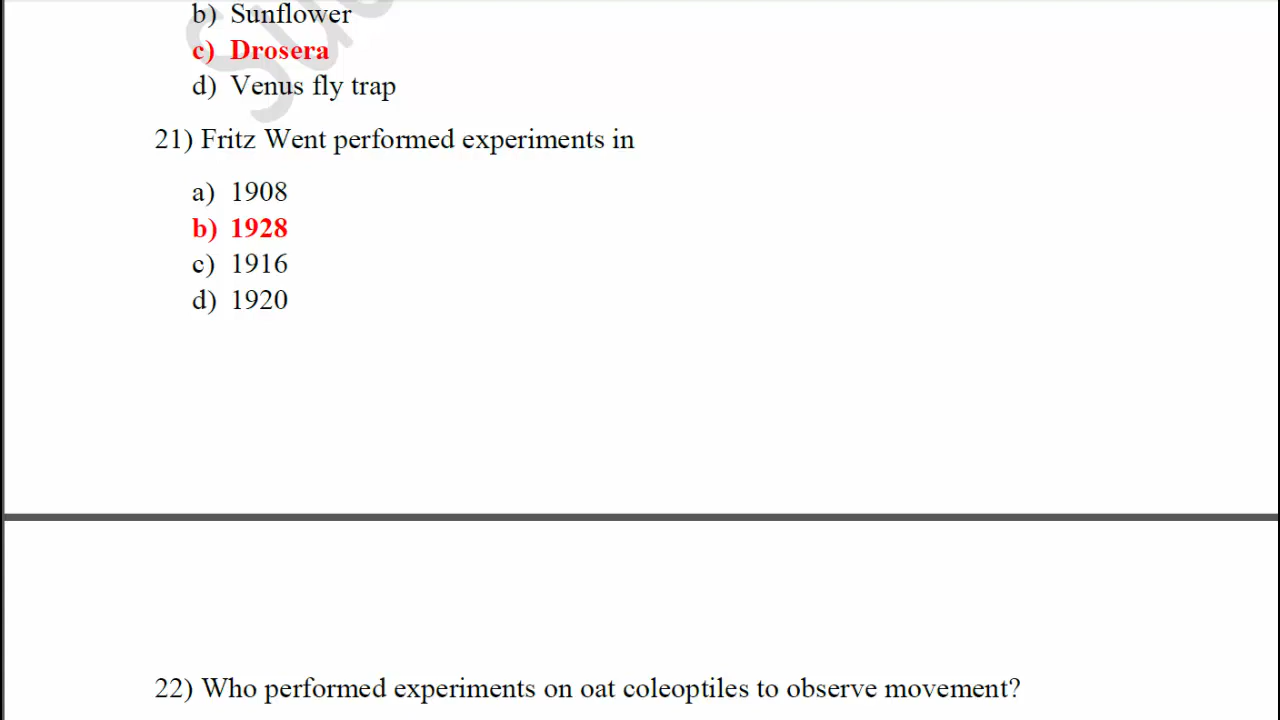 b) Sunflower
c) Drosera
d) Venus fly trap
21) Fritz Went performed experiments in
a) 1908
b) 1928
c) 1916
d) 1920
22) Who performed experiments on oat coleoptiles to observe movement?